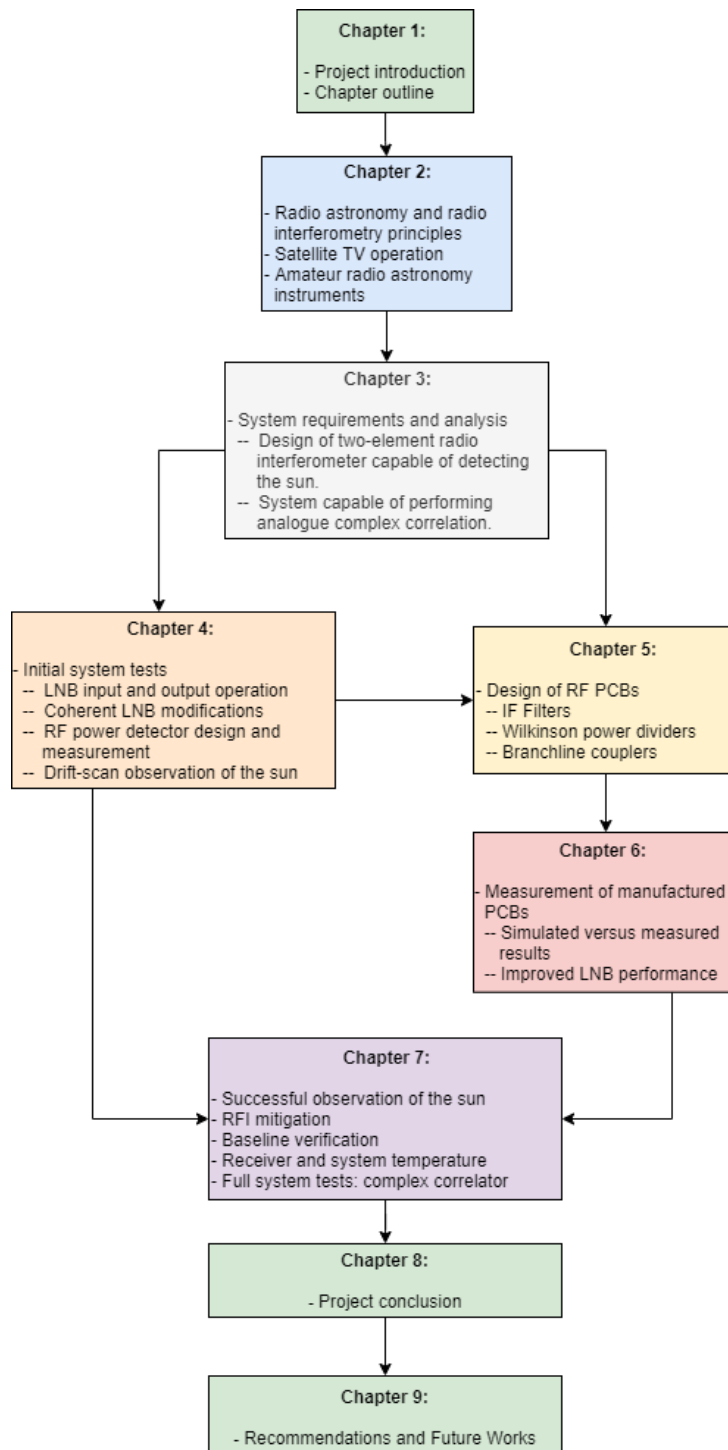 Chapter 1:
- Project introduction
- Chapter outline
Chapter 2:
- Radio astronomy and radio
interferometry principles
- Satellite TV operation
- Amateur radio astronomy
instruments
Chapter 3:
- System requirements and analysis
-- Design of two-element radio
interferometer capable of detecting
the sun.
-- System capable of performing
analogue complex correlation.
Chapter 4:
- Initial system tests
-- LNB input and output operation
-- Coherent LNB modifications
-- RF power detector design and
measurement
-- Drift-scan observation of the sun
Chapter 5:
- Design of RF PCBs
-- IF Filters
-- Wilkinson power dividers
-- Branchline couplers
Chapter 6:
- Measurement of manufactured
PCBs
-- Simulated versus measured
results
-- Improved LNB performance
Chapter 7:
- Successful observation of the sun
- RFI mitigation
- Baseline verification
- Receiver and system temperature
- Full system tests: complex correlator
Chapter 8:
- Project conclusion
Chapter 9:
- Recommendations and Future Works